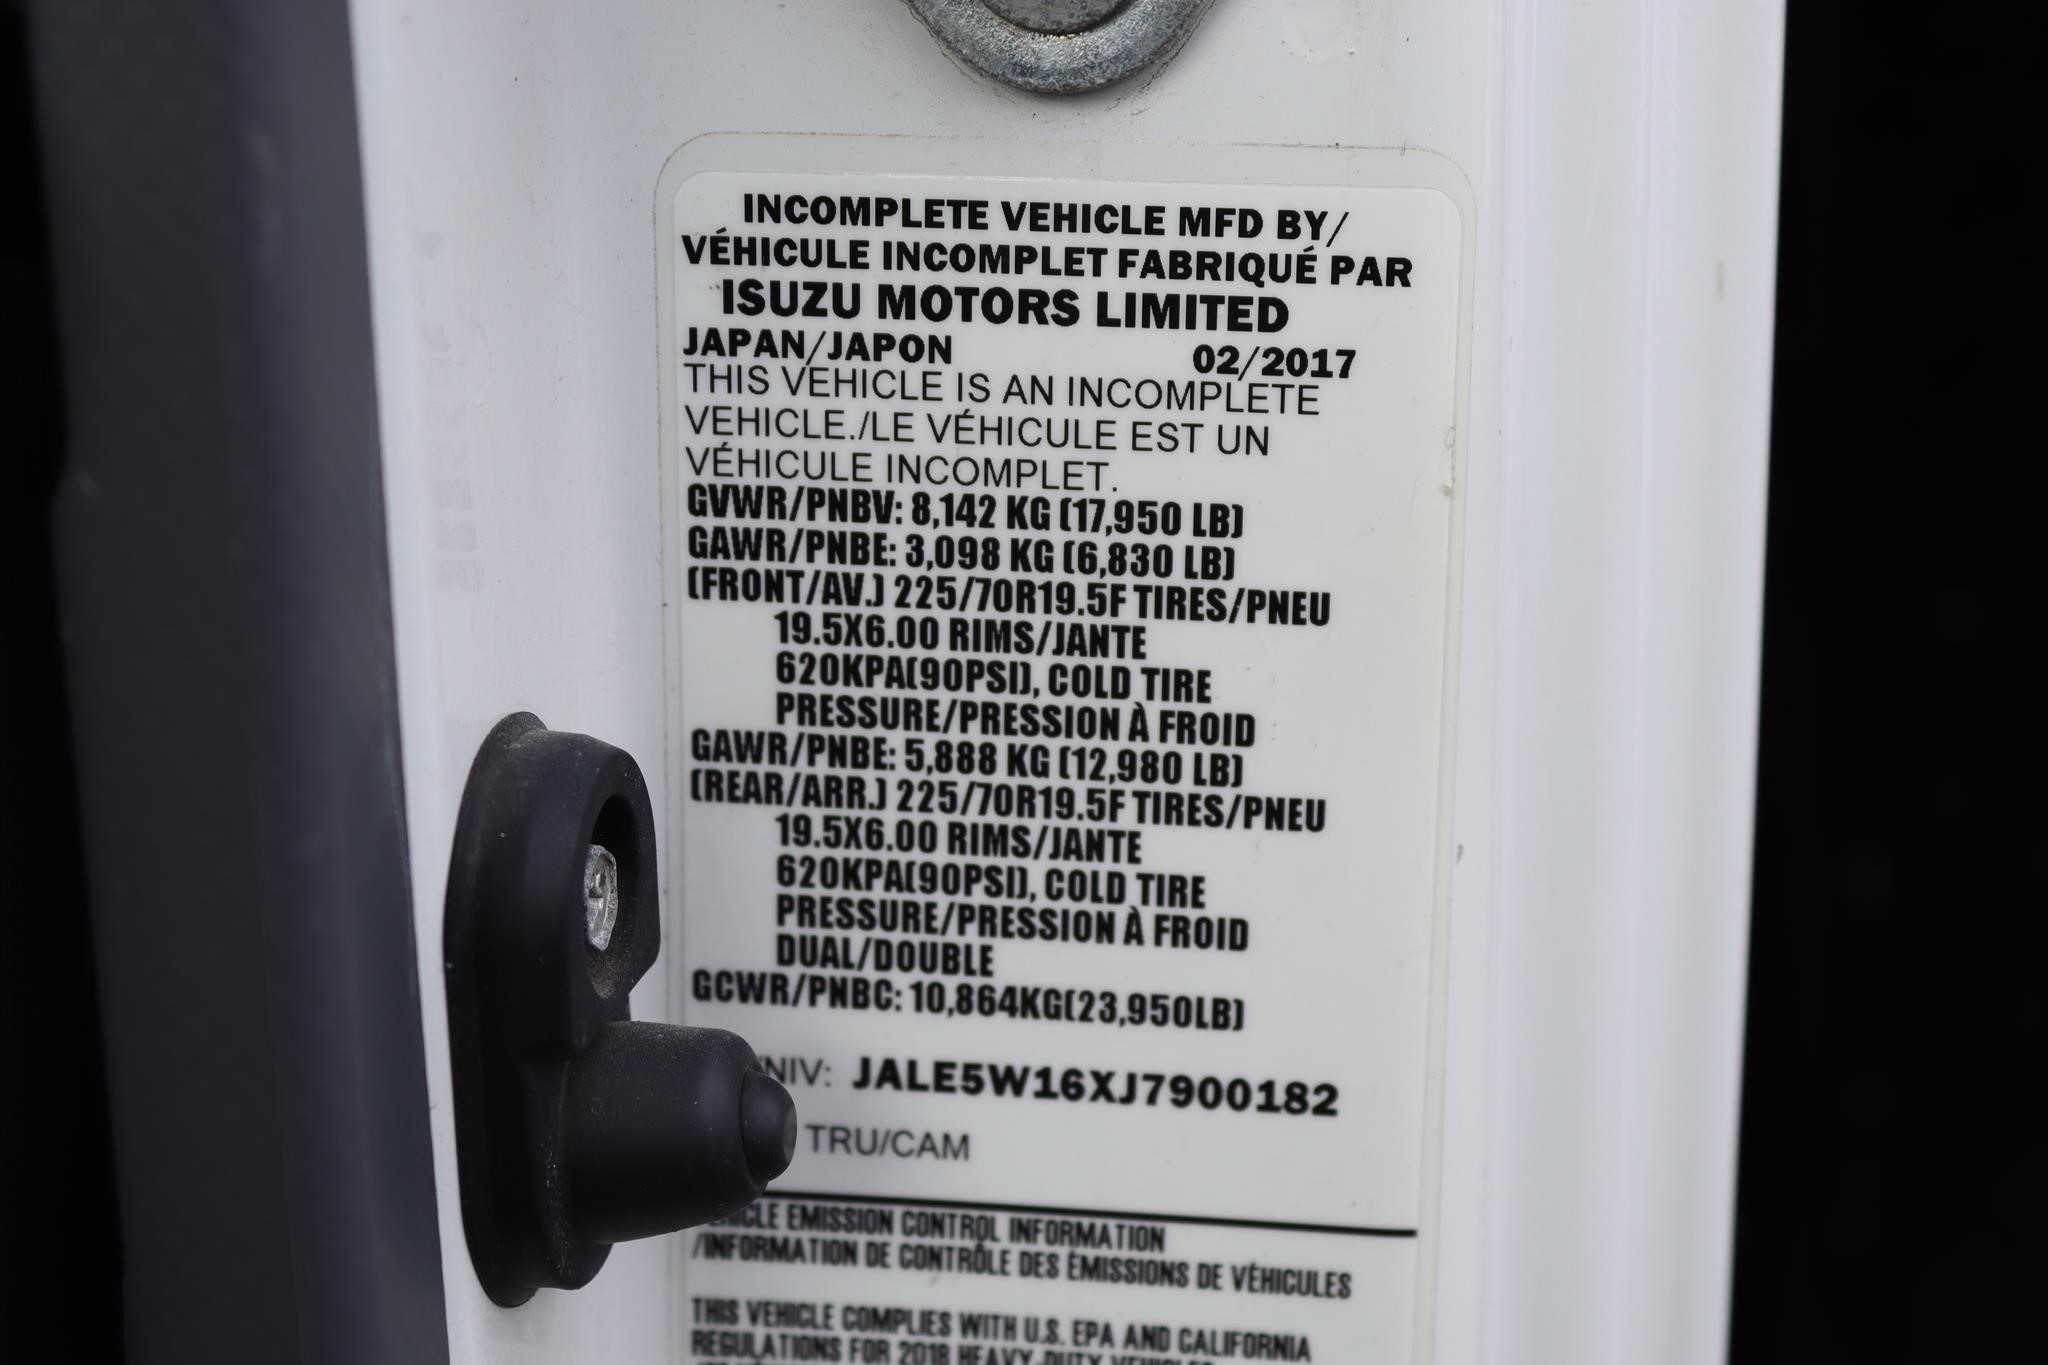 INCOMPLETE VEHICLE MFD BY/
VÉHICULE INCOMPLET FABRIQUÉ PAR
ISUZU MOTORS LIMITED
JAPAN/JAPON 02/2017
THIS VEHICLE IS AN INCOMPLETE
VEHICLE./LE VÉHICULE EST UN
VÉHICULE INCOMPLET.
GVWR/PNBV: 8,142 KG (17,950 LB)
GAWR/PNBE: 3,098 KG (6,830 LB)
(FRONT/AV.) 225/70R19.5F TIRES/PNEU
19.5X6.00 RIMS/JANTE
620KPA(90PSI), COLD TIRE
PRESSURE/PRESSION À FROID
GAWR/PNBE: 5,888 KG (12,980 LB)
(REAR/ARR.) 225/70R19.5F TIRES/PNEU
19.5X6.00 RIMS/JANTE
620KPA(90PSI), COLD TIRE
PRESSURE/PRESSION À FROID
DUAL/DOUBLE
GCWR/PNBC: 10,864KG(23,950LB)
NIV: JALE5W16XJ7900182
TRU/CAM
VEHICLE EMISSION CONTROL INFORMATION
/INFORMATION DE CONTRÔLE DES ÉMISSIONS DE VÉHICULES
THIS VEHICLE COMPLIES WITH U.S. EPA AND CALIFORNIA
REGULATIONS FOR 2018 HEAVY-DUTY VEHICLES